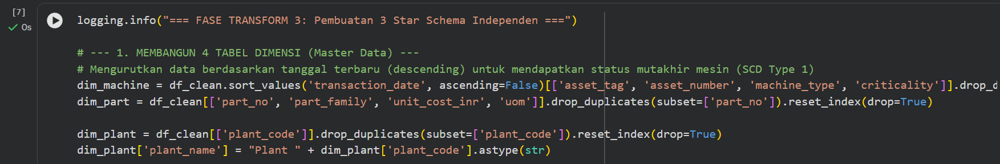 [7]
0s
logging.info("=== FASE TRANSFORM 3: Pembuatan 3 Star Schema Independen ===")
# --- 1. MEMBANGUN 4 TABEL DIMENSI (Master Data) ---
# Mengurutkan data berdasarkan tanggal terbaru (descending) untuk mendapatkan status mutakhir mesin (SCD Type 1)
dim_machine = df_clean.sort_values('transaction_date', ascending=False)[['asset_tag', 'asset_number', 'machine_type', 'criticality']].drop_d
dim_part = df_clean[['part_no', 'part_family', 'unit_cost_inr', 'uom']].drop_duplicates(subset=['part_no']).reset_index(drop=True)
dim_plant = df_clean[['plant_code']].drop_duplicates(subset=['plant_code']).reset_index(drop=True)
dim_plant['plant_name'] = "Plant " + dim_plant['plant_code'].astype(str)